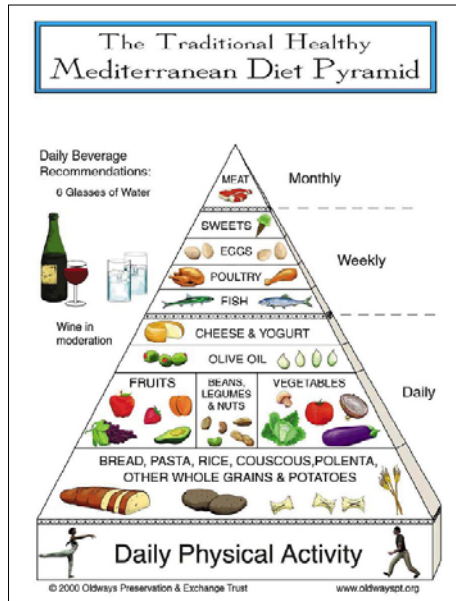 The Traditional Healthy
Mediterranean Diet Pyramid
Daily Beverage
Recommendations:
6 Glasses of Water
Wine in
moderation
MEAT
Monthly
SWEETS
EGGS
Weekly
POULTRY
FISH
CHEESE & YOGURT
OLIVE OIL
FRUITS
BEANS,
LEGUMES
& NUTS
VEGETABLES
Daily
BREAD, PASTA, RICE, COUSCOUS,POLENTA,
OTHER WHOLE GRAINS & POTATOES
Daily Physical Activity
© 2000 Oldways Preservation & Exchange Trust
www.oldwayspt.org